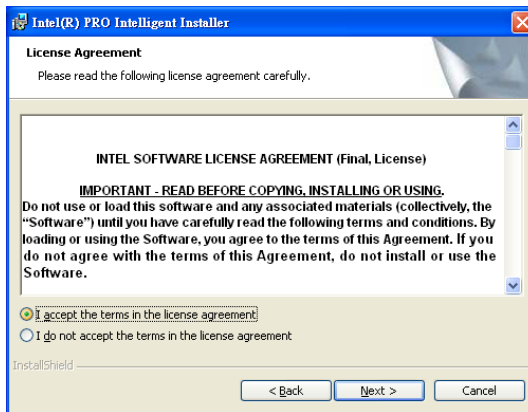 Intel(R) PRO Intelligent Installer
License Agreement
Please read the following license agreement carefully.
INTEL SOFTWARE LICENSE AGREEMENT (Final, License)
IMPORTANT - READ BEFORE COPYING, INSTALLING OR USING.
Do not use or load this software and any associated materials (collectively, the
“Software”) until you have carefully read the following terms and conditions. By
loading or using the Software, you agree to the terms of this Agreement. If you
do not agree with the terms of this Agreement, do not install or use the
Software.
I accept the terms in the license agreement
I do not accept the terms in the license agreement
InstallShield
< Back
Next >
Cancel